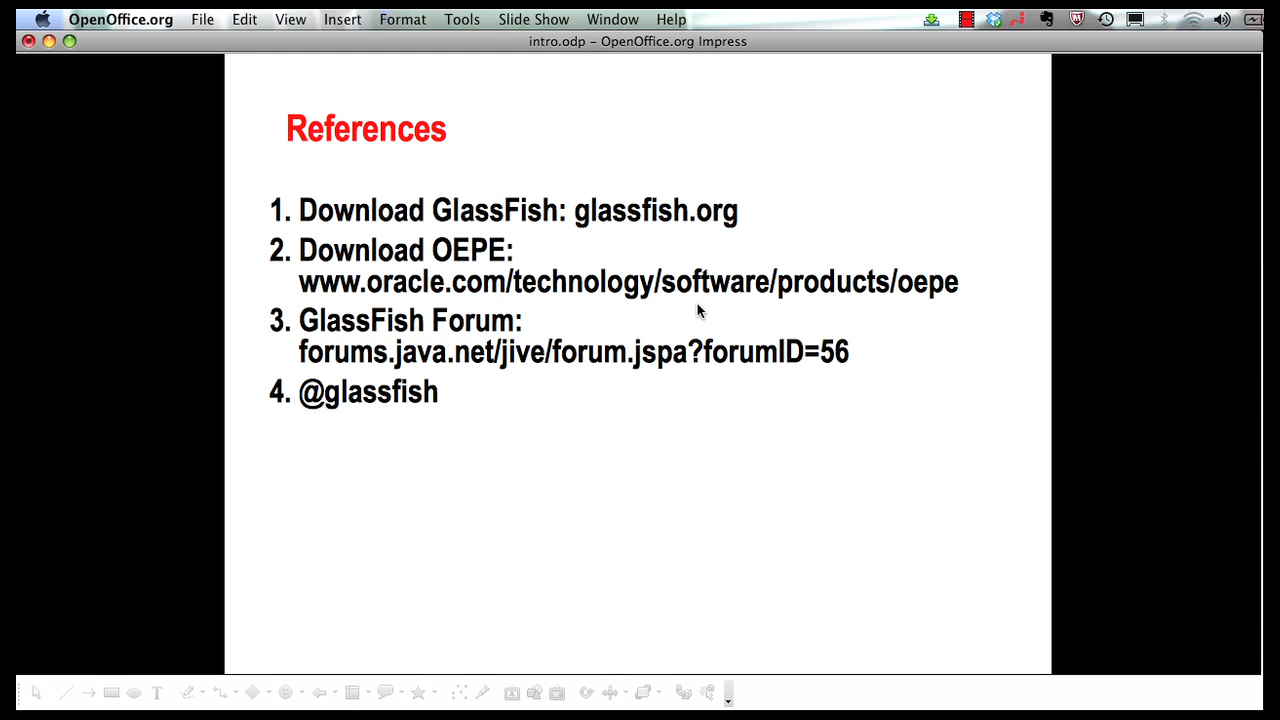 OpenOffice.org File Edit View Insert Format Tools Slide Show Window Help
intro.odp – OpenOffice.org Impress
References
1. Download GlassFish: glassfish.org
2. Download OEPE:
www.oracle.com/technology/software/products/oepe
3. GlassFish Forum:
forums.java.net/jive/forum.jspa?forumID=56
4. @glassfish